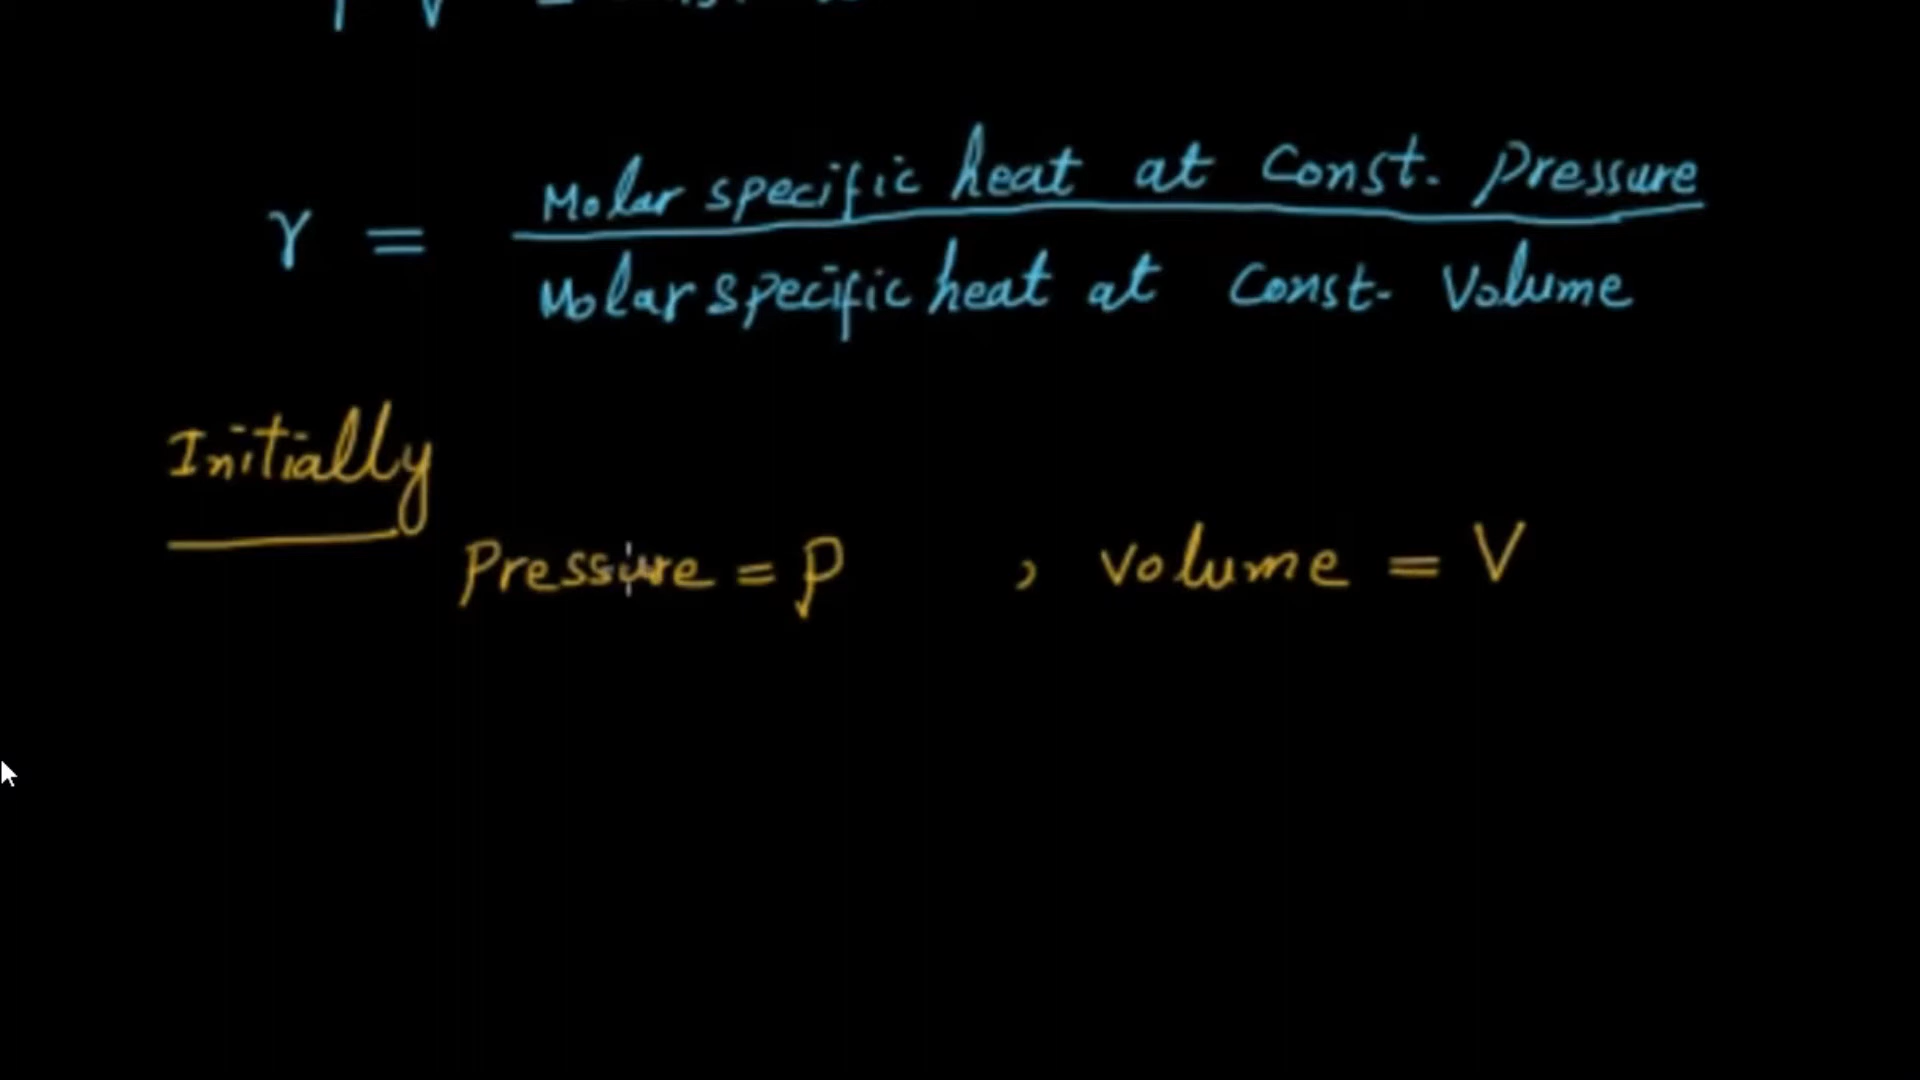 γ = Molar specific heat at Const. Pressure
Molar specific heat at Const. Volume
Initially
Pressure = P , Volume = V